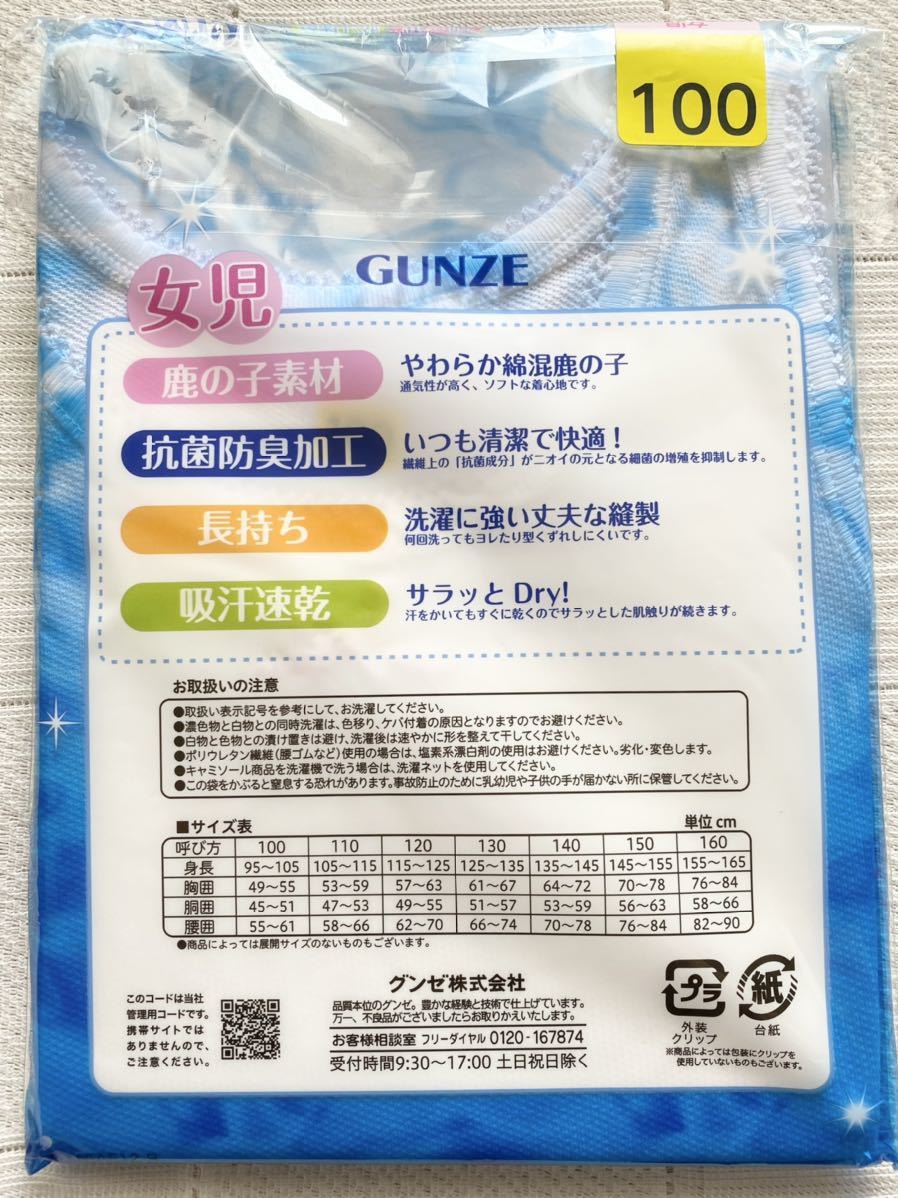 100
GUNZE
女児
鹿の子素材
やわらか綿混鹿の子
通気性が高く、ソフトな着心地です。
抗菌防臭加工
いつも清潔で快適!
繊維上の「抗菌成分」がニオイの元となる細菌の増殖を抑制します。
長持ち
洗濯に強い丈夫な縫製
何回洗ってもヨレたり型くずれしにくいです。
吸汗速乾
サラッとDry!
汗をかいてもすぐに乾くのでサラッとした肌触りが続きます。
お取扱いの注意
●取扱い表示記号を参考にして、お洗濯してください。
●濃色物と白物との同時洗濯は、色移り、ケバ付着の原因となりますのでお避けください。
●白物と色物との漬け置きは避け、洗濯後は速やかに形を整えて干してください。
●ポリウレタン繊維(腰ゴムなど)使用の場合は、塩素系漂白剤の使用はお避けください。劣化・変色します。
●キャミソール商品を洗濯機で洗う場合は、洗濯ネットを使用してください。
●この袋をかぶると窒息する恐れがあります。事故防止のために乳幼児や子供の手が届かない所に保管してください。
■サイズ表 単位cm
呼び方 100 110 120 130 140 150 160
身長 95～105 105～115 115～125 125～135 135～145 145～155 155～165
胸囲 49～55 53～59 57～63 61～67 64～72 70～78 76～84
胴囲 45～51 47～53 49～55 51～57 53～59 56～63 58～66
腰囲 55～61 58～66 62～70 66～74 70～78 76～84 82～90
●商品によっては展開サイズのないものもございます。
このコードは当社
管理用コードです。
携帯サイトでは
ありませんので、
ご注意ください。
グンゼ株式会社
品質本位のグンゼ。豊かな経験と技術で仕上げています。
万一、不良品がございましたらお取りかえいたします。
お客様相談室 フリーダイヤル 0120-167874
受付時間9:30～17:00 土日祝日除く
プラ
外装
クリップ
紙
台紙
※商品によっては包装にクリップを
使用していないものもございます。